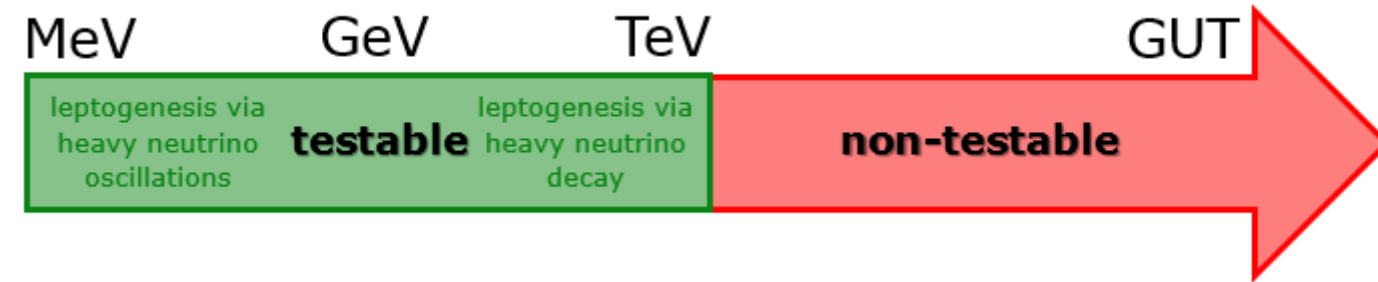 MeV GeV TeV GUT
leptogenesis via
heavy neutrino
oscillations
testable
leptogenesis via
heavy neutrino
decay
non-testable